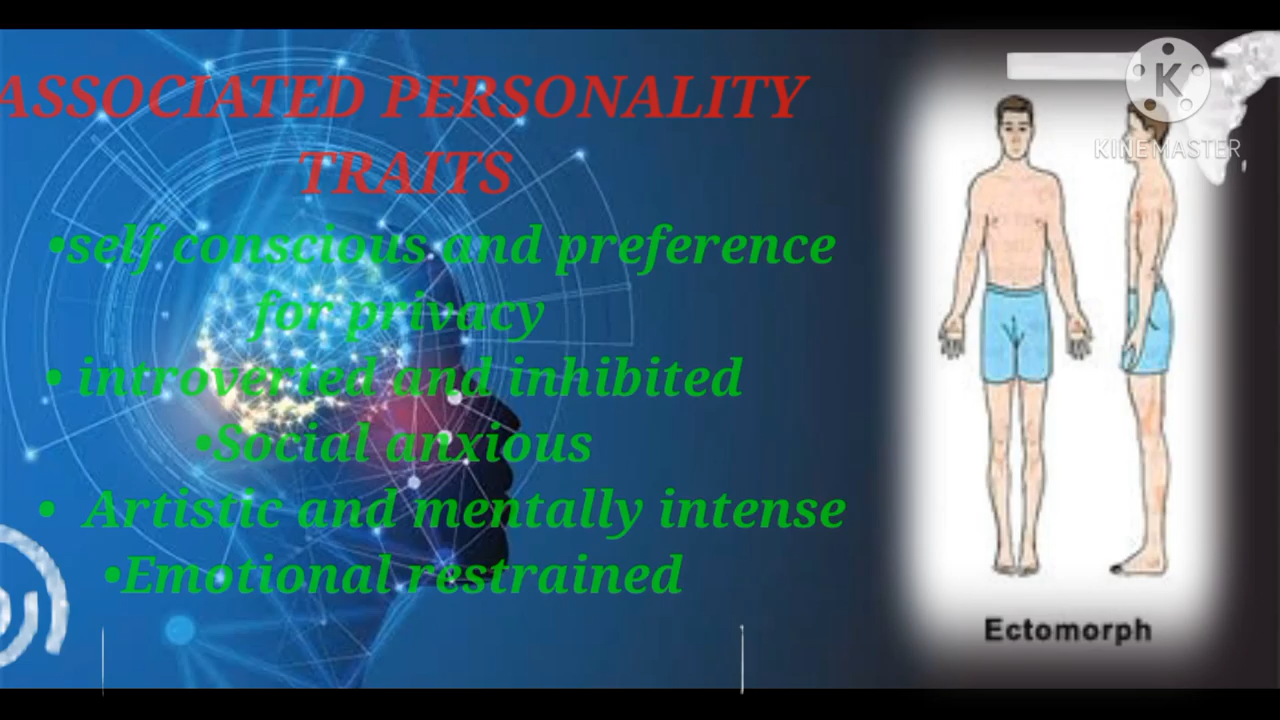 ASSOCIATED PERSONALITY
TRAITS
•self conscious and preference
for privacy
• introverted and inhibited
•Social anxious
• Artistic and mentally intense
•Emotional restrained
K
KINEMASTER
Ectomorph